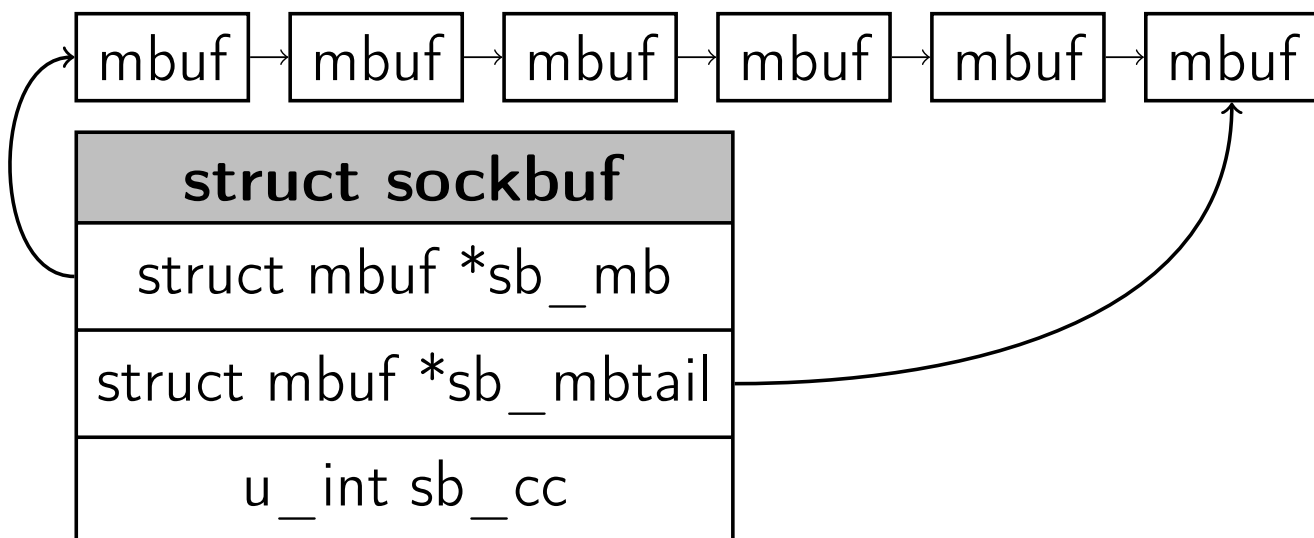 mbuf mbuf mbuf mbuf mbuf mbuf
struct sockbuf
struct mbuf *sb_mb
struct mbuf *sb_mbtail
u_int sb_cc